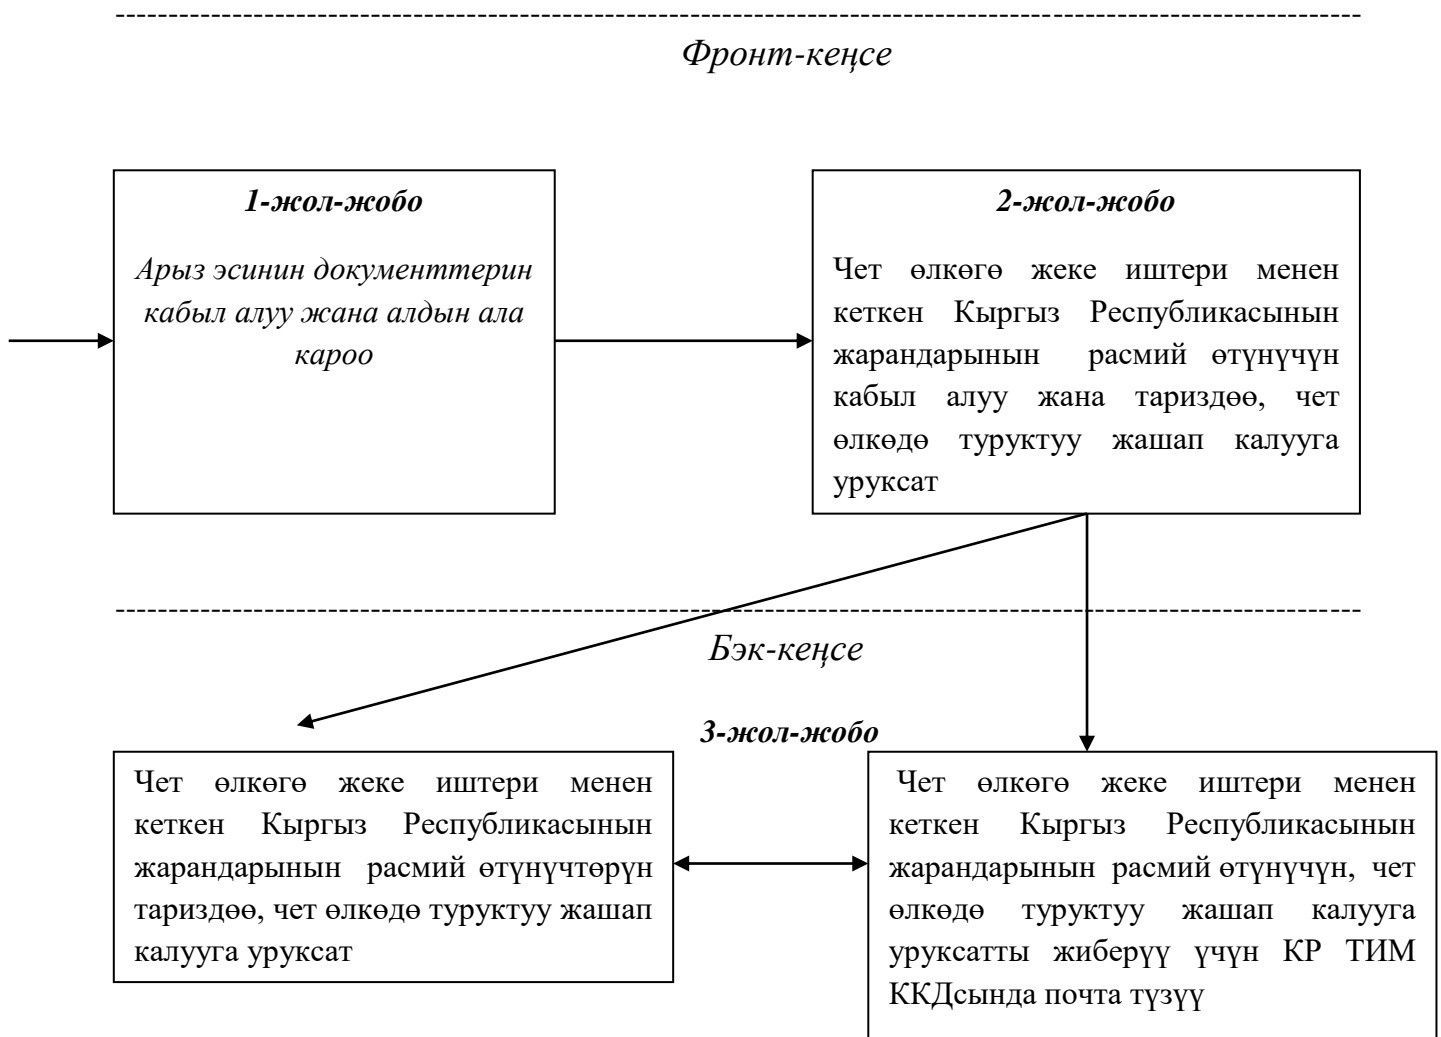 Фронт-кеңсе
1-жол-жобо
Арыз эсинин документтерин
кабыл алуу жана алдын ала
кароо
2-жол-жобо
Чет өлкөгө жеке иштери менен
кеткен Кыргыз Республикасынын
жарандарынын расмий өтүнүчүн
кабыл алуу жана тариздөө, чет
өлкөдө туруктуу жашап калууга
уруксат
Бэк-кеңсе
3-жол-жобо
Чет өлкөгө жеке иштери менен
кеткен Кыргыз Республикасынын
жарандарынын расмий өтүнүчтөрүн
тариздөө, чет өлкөдө туруктуу жашап
калууга уруксат
Чет өлкөгө жеке иштери менен
кеткен Кыргыз Республикасынын
жарандарынын расмий өтүнүчүн, чет
өлкөдө туруктуу жашап калууга
уруксатты жиберүү үчүн КР ТИМ
ККДсында почта түзүү